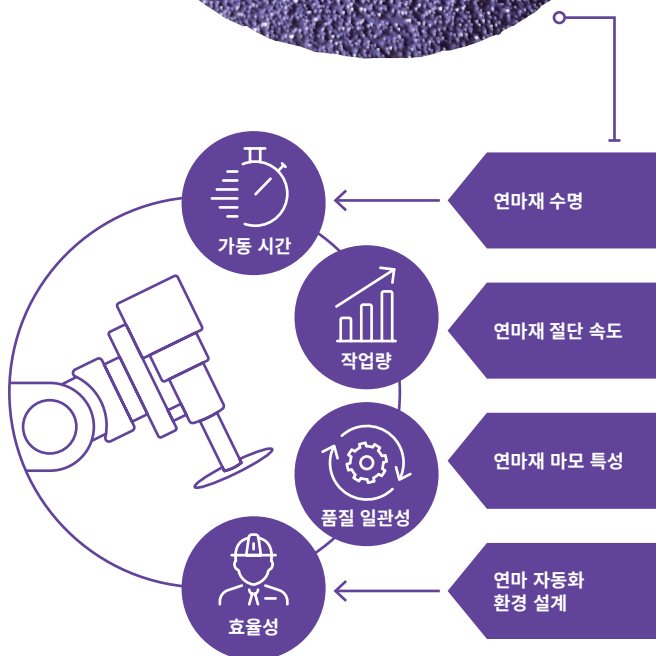 가동 시간
연마재 수명
작업량
연마재 절단 속도
품질 일관성
연마재 마모 특성
효율성
연마 자동화
환경 설계